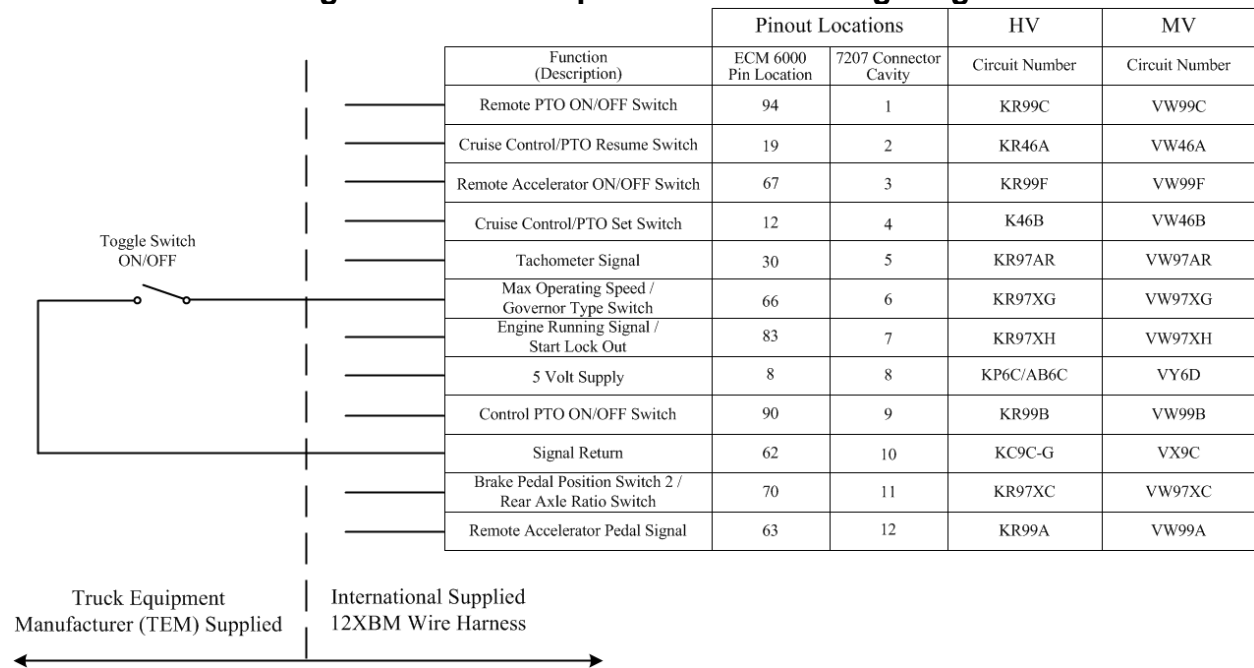 Pinout Locations HV MV
Function
(Description)
ECM 6000
Pin Location
7207 Connector
Cavity
Circuit Number Circuit Number
Remote PTO ON/OFF Switch 94 1 KR99C VW99C
Cruise Control/PTO Resume Switch 19 2 KR46A VW46A
Remote Accelerator ON/OFF Switch 67 3 KR99F VW99F
Cruise Control/PTO Set Switch 12 4 K46B VW46B
Toggle Switch
ON/OFF
Tachometer Signal 30 5 KR97AR VW97AR
Max Operating Speed /
Governor Type Switch
66 6 KR97XG VW97XG
Engine Running Signal /
Start Lock Out
83 7 KR97XH VW97XH
5 Volt Supply 8 8 KP6C/AB6C VY6D
Control PTO ON/OFF Switch 90 9 KR99B VW99B
Signal Return 62 10 KC9C-G VX9C
Brake Pedal Position Switch 2 /
Rear Axle Ratio Switch
70 11 KR97XC VW97XC
Remote Accelerator Pedal Signal 63 12 KR99A VW99A
Truck Equipment
Manufacturer (TEM) Supplied
International Supplied
12XBM Wire Harness